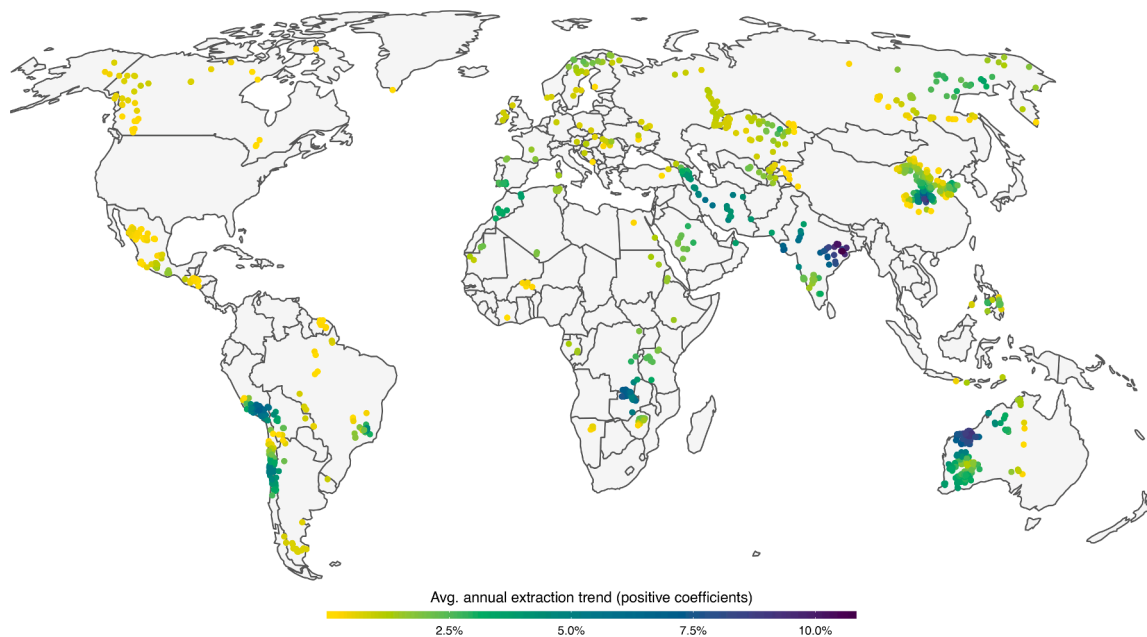 Avg. annual extraction trend (positive coefficients)
2.5% 5.0% 7.5% 10.0%